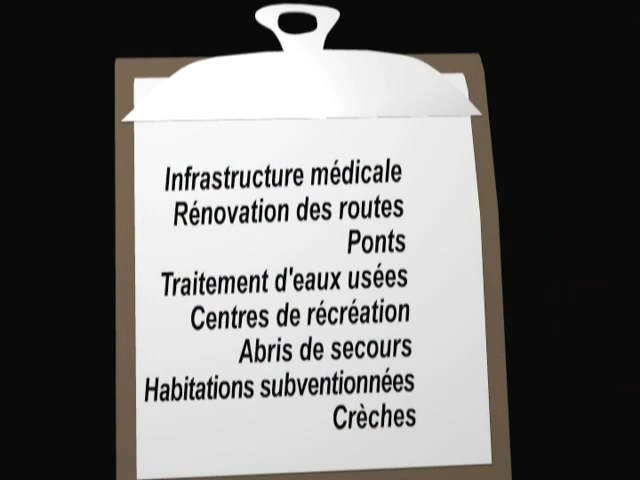 Infrastructure médicale
Rénovation des routes
Ponts
Traitement d'eaux usées
Centres de récréation
Abris de secours
Habitations subventionnées
Crèches